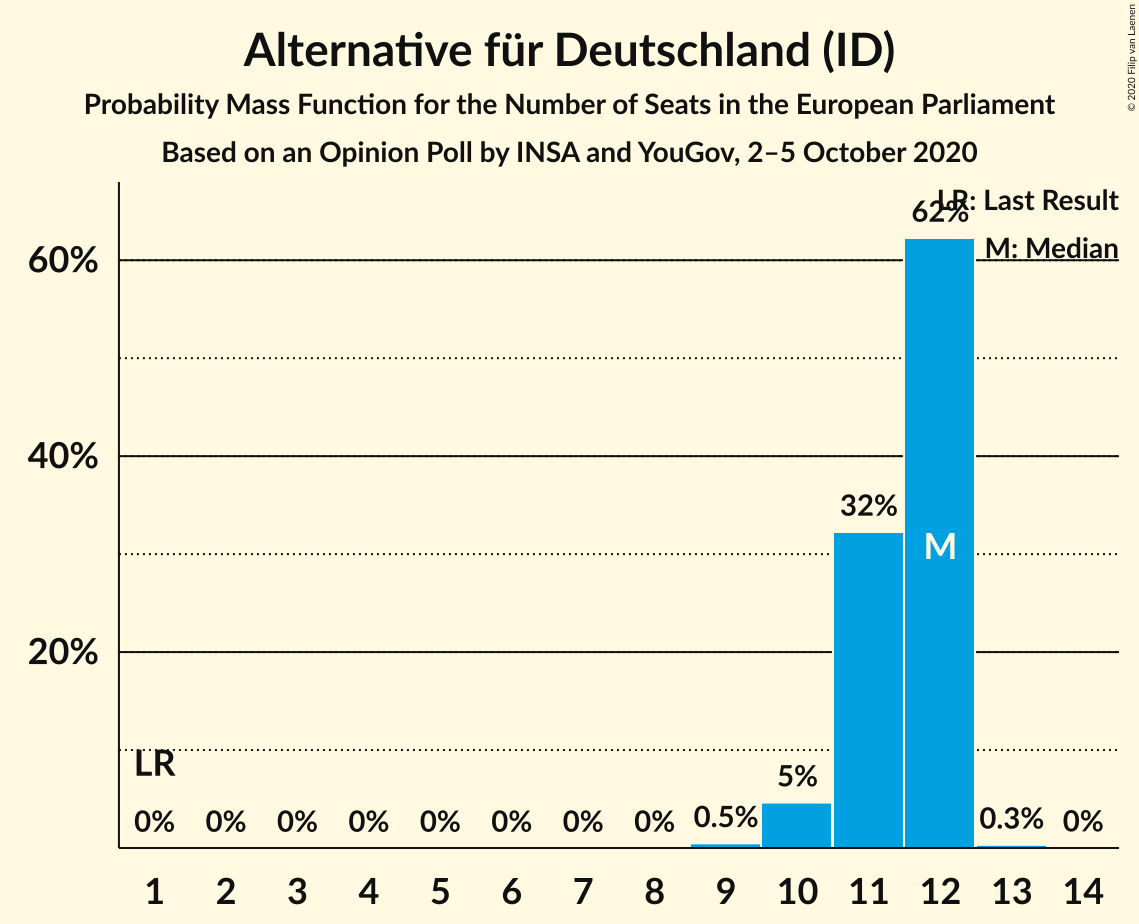 Alternative für Deutschland (ID)
Probability Mass Function for the Number of Seats in the European Parliament
Based on an Opinion Poll by INSA and YouGov, 2–5 October 2020
© 2020 Filip van Laenen
LR: Last Result
M: Median
62%
60%
40%
32%
M
20%
LR
5%
0% 0% 0% 0% 0% 0% 0% 0% 0.5% 0.3% 0%
1 2 3 4 5 6 7 8 9 10 11 12 13 14